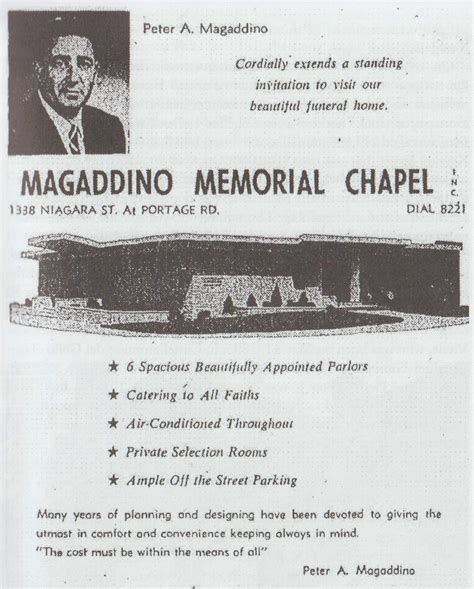 Peter A. Magaddino
Cordially extends a standing
invitation to visit our
beautiful funeral home.
MAGADDINO MEMORIAL CHAPEL INC.
1338 NIAGARA ST. At PORTAGE RD. DIAL 8221
★ 6 Spacious Beautifully Appointed Parlors
★ Catering to All Faiths
★ Air-Conditioned Throughout
★ Private Selection Rooms
★ Ample Off the Street Parking
Many years of planning and designing have been devoted to giving the
utmast in comfort and convenience keeping always in mind.
"The cost must be within the means of all"
Peter A. Magaddino